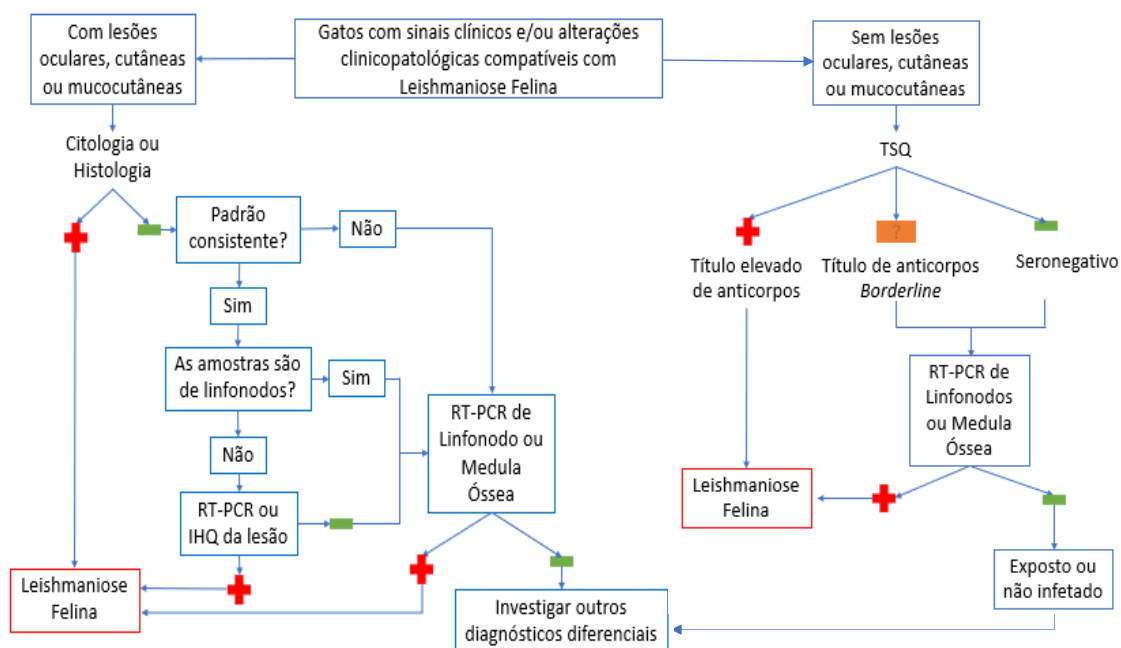 Gatos com sinais clínicos e/ou alterações
clinicopatológicas compatíveis com
Leishmaniose Felina
Com lesões
oculares, cutâneas
ou mucocutâneas
Citologia ou
Histologia
Padrão
consistente?
Não
Sim
As amostras são
de linfonodos?
Sim
Não
RT-PCR ou
IHQ da lesão
RT-PCR de
Linfonodo ou
Medula
Óssea
Leishmaniose
Felina
Investigar outros
diagnósticos diferenciais
Sem lesões
oculares, cutâneas
ou mucocutâneas
TSQ
?
Título elevado
de anticorpos
Título de anticorpos
Borderline
Seronegativo
RT-PCR de
Linfonodos
ou Medula
Óssea
Leishmaniose
Felina
Exposto ou
não infetado